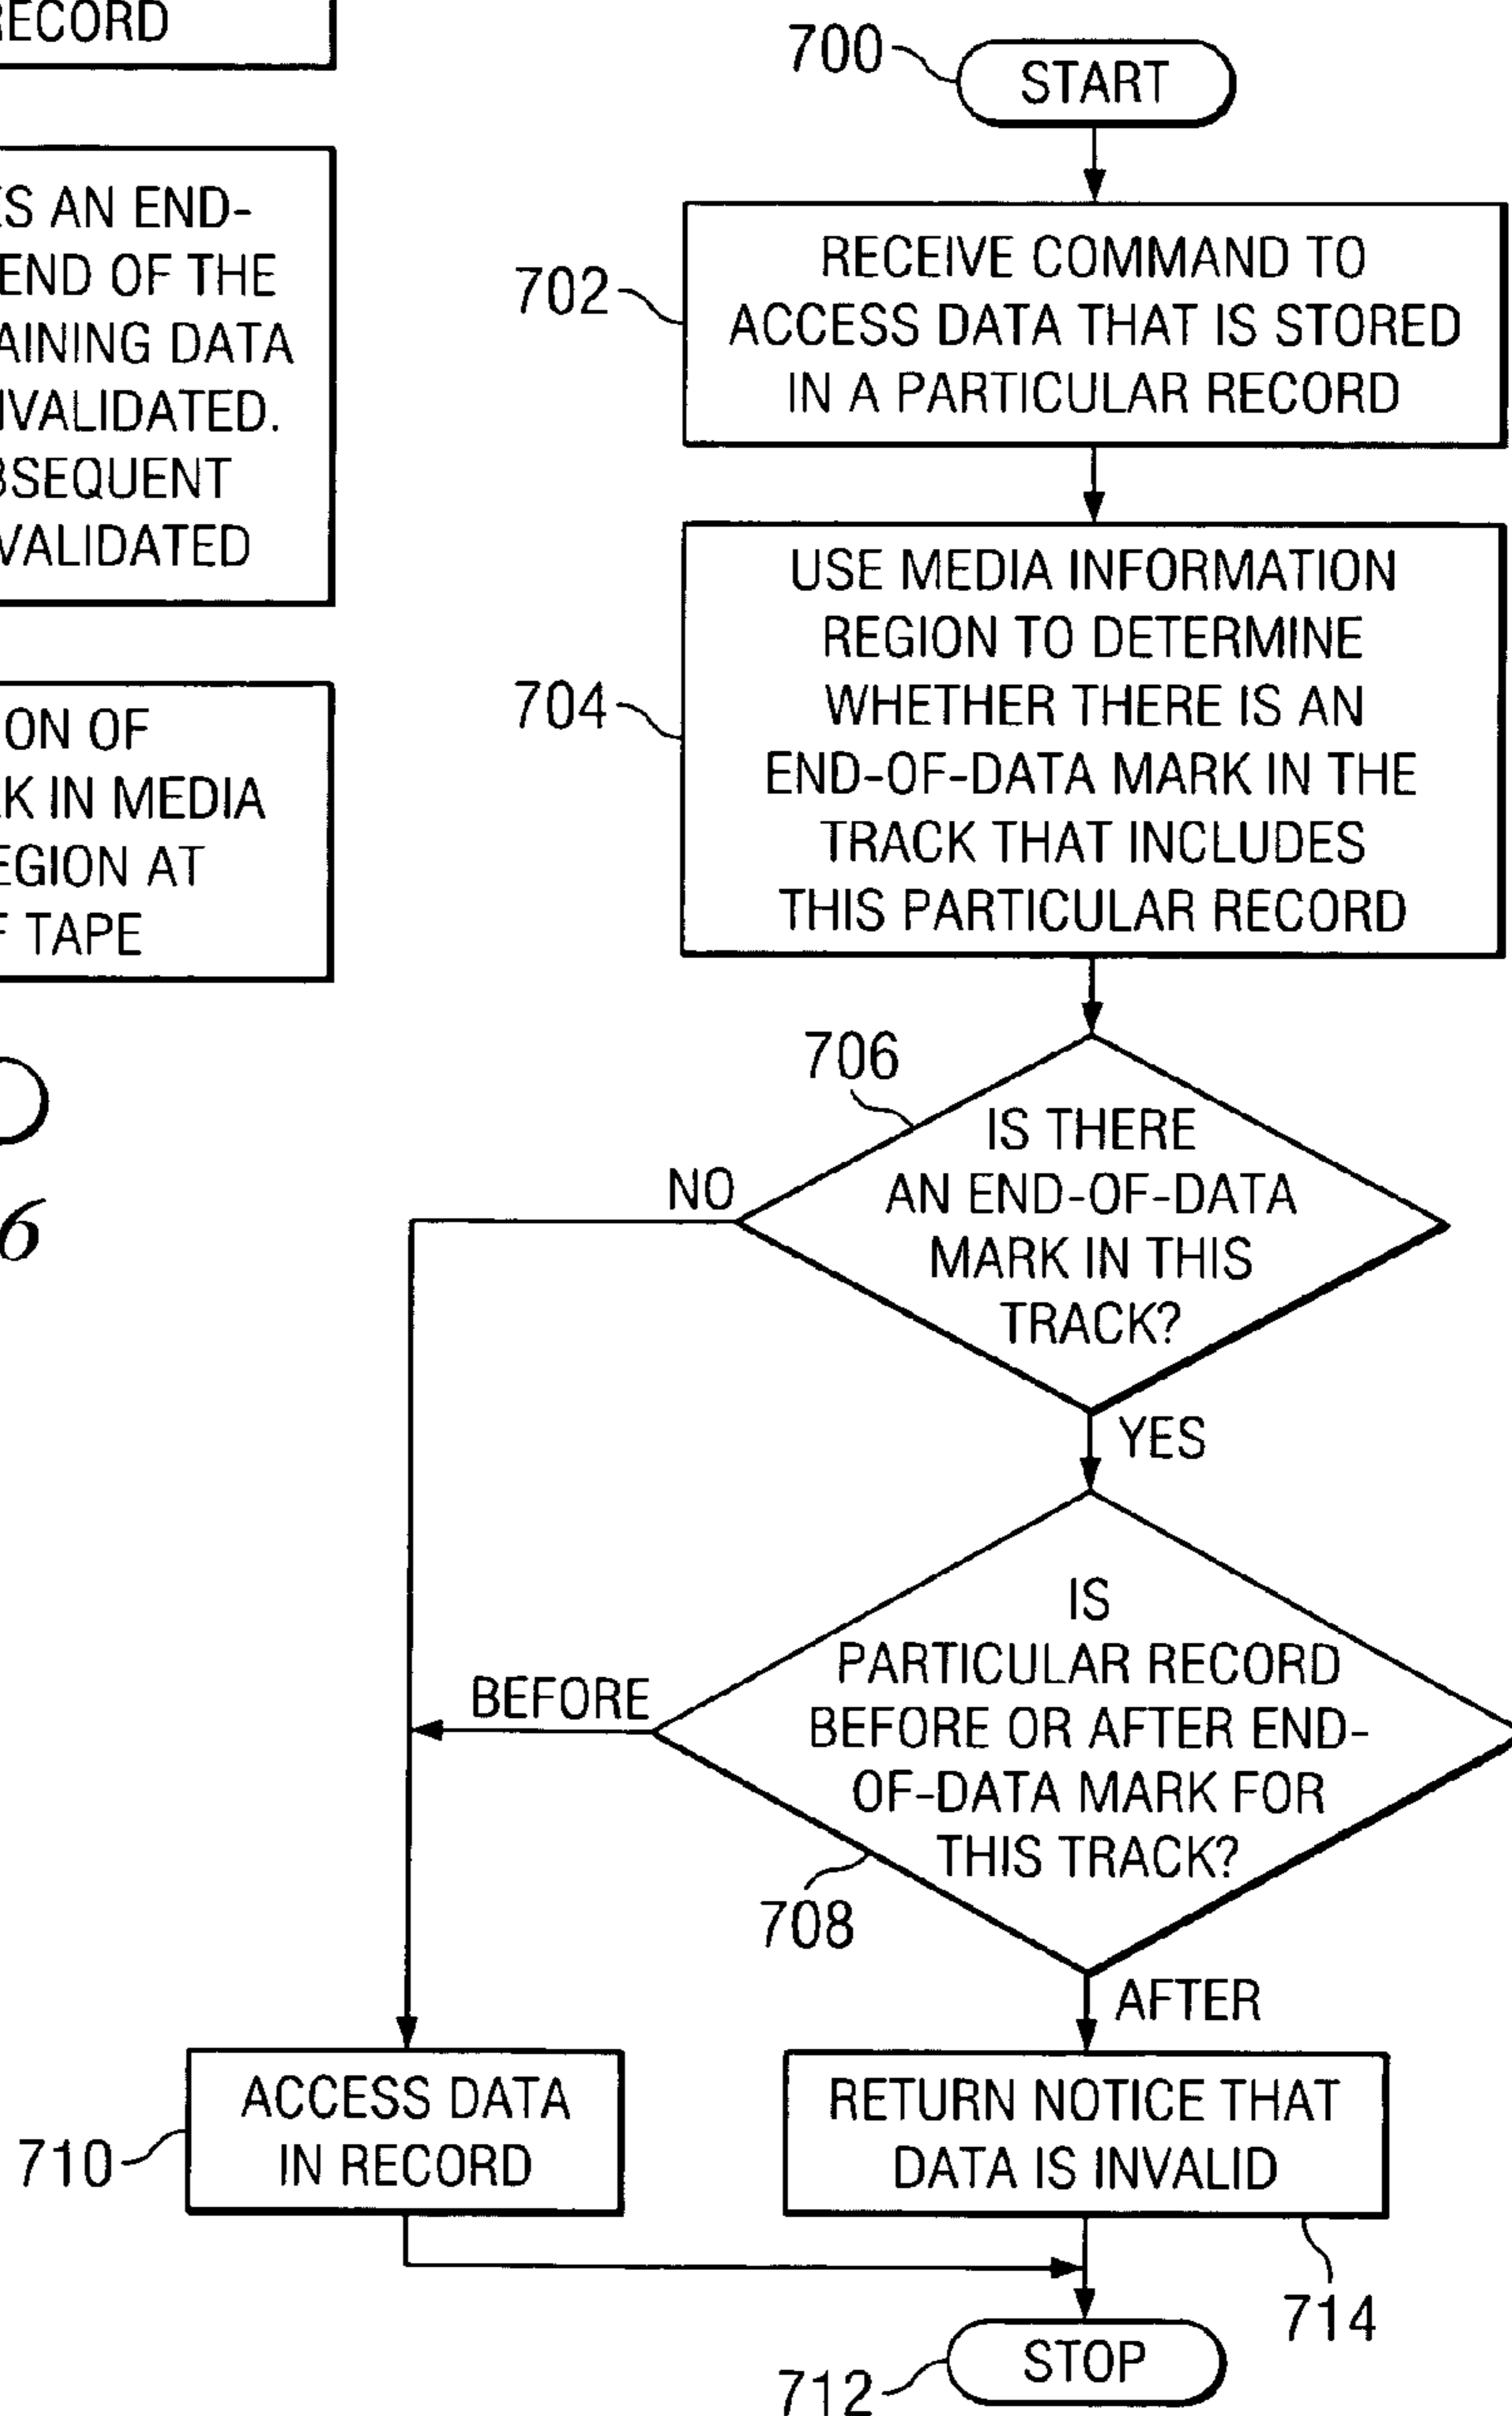 RECORD
S AN END-
END OF THE
AINING DATA
VALIDATED.
SEQUENT
VALIDATED
ON OF
K IN MEDIA
EGION AT
F TAPE
6
700
START
702
RECEIVE COMMAND TO
ACCESS DATA THAT IS STORED
IN A PARTICULAR RECORD
704
USE MEDIA INFORMATION
REGION TO DETERMINE
WHETHER THERE IS AN
END-OF-DATA MARK IN THE
TRACK THAT INCLUDES
THIS PARTICULAR RECORD
706
IS THERE
AN END-OF-DATA
MARK IN THIS
TRACK?
NO
YES
IS
PARTICULAR RECORD
BEFORE OR AFTER END-
OF-DATA MARK FOR
THIS TRACK?
BEFORE
708
AFTER
710
ACCESS DATA
IN RECORD
RETURN NOTICE THAT
DATA IS INVALID
714
712
STOP